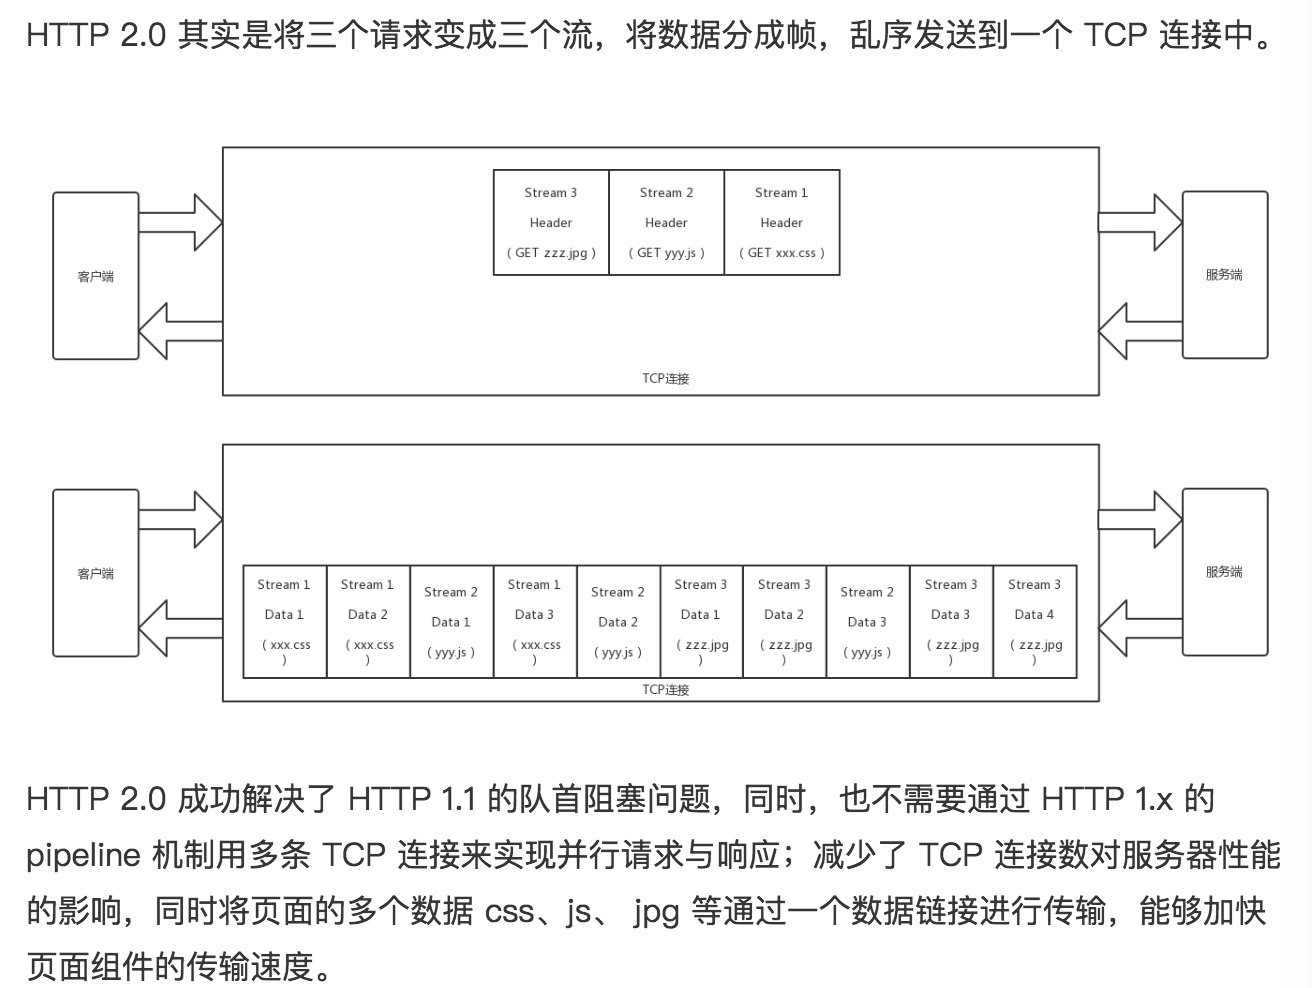 HTTP 2.0 其实是将三个请求变成三个流，将数据分成帧，乱序发送到一个 TCP 连接中。
客户端
Stream 3
Header
( GET zzz.jpg )
Stream 2
Header
( GET yyy.js )
Stream 1
Header
( GET xxx.css )
TCP连接
服务端
客户端
Stream 1
Data 1
( xxx.css
)
Stream 1
Data 2
( xxx.css
)
Stream 2
Data 1
( yyy.js )
Stream 1
Data 3
( xxx.css
)
Stream 2
Data 2
( yyy.js )
Stream 3
Data 1
( zzz.jpg
)
Stream 3
Data 2
( zzz.jpg
)
Stream 2
Data 3
( yyy.js )
Stream 3
Data 3
( zzz.jpg
)
Stream 3
Data 4
( zzz.jpg
)
TCP连接
服务端
HTTP 2.0 成功解决了 HTTP 1.1 的队首阻塞问题，同时，也不需要通过 HTTP 1.x 的
pipeline 机制用多条 TCP 连接来实现并行请求与响应；减少了 TCP 连接数对服务器性能
的影响，同时将页面的多个数据 css、js、 jpg 等通过一个数据链接进行传输，能够加快
页面组件的传输速度。